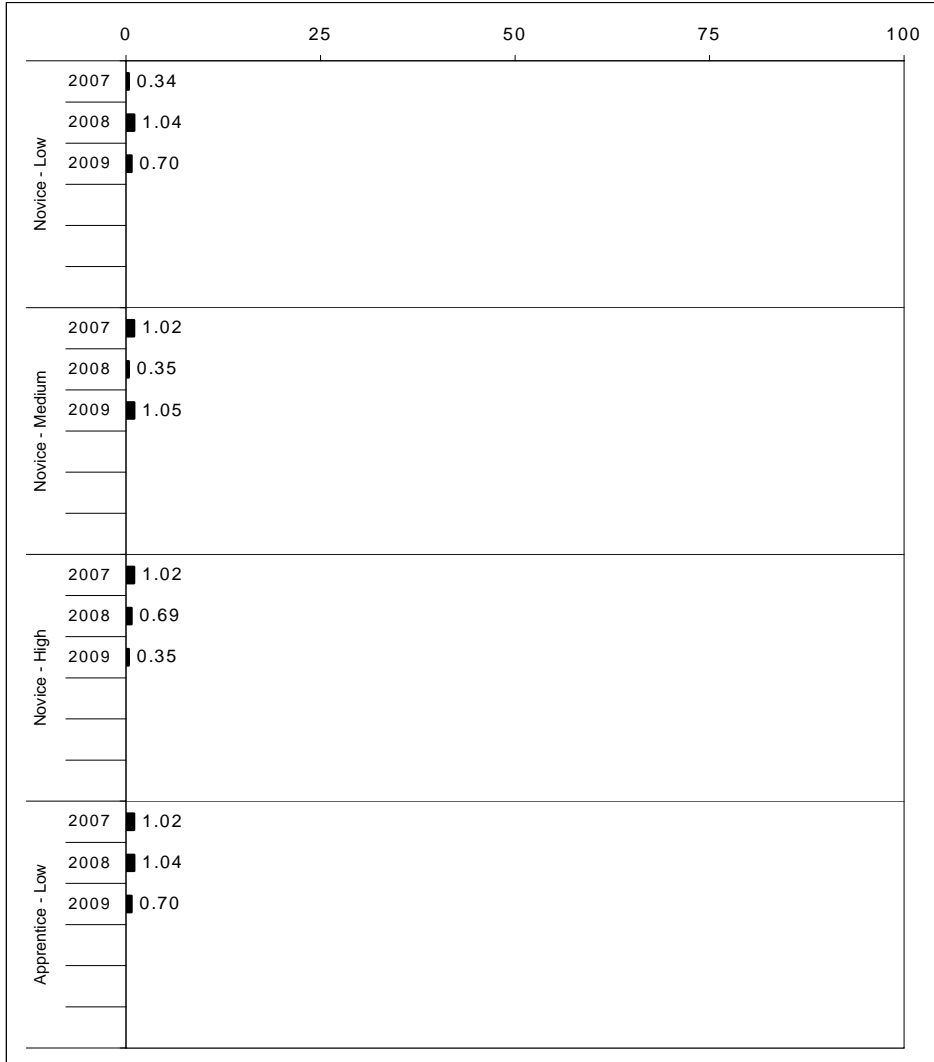 0 25 50 75 100
Novice - Low
2007 0.34
2008 1.04
2009 0.70
Novice - Medium
2007 1.02
2008 0.35
2009 1.05
Novice - High
2007 1.02
2008 0.69
2009 0.35
Apprentice - Low
2007 1.02
2008 1.04
2009 0.70